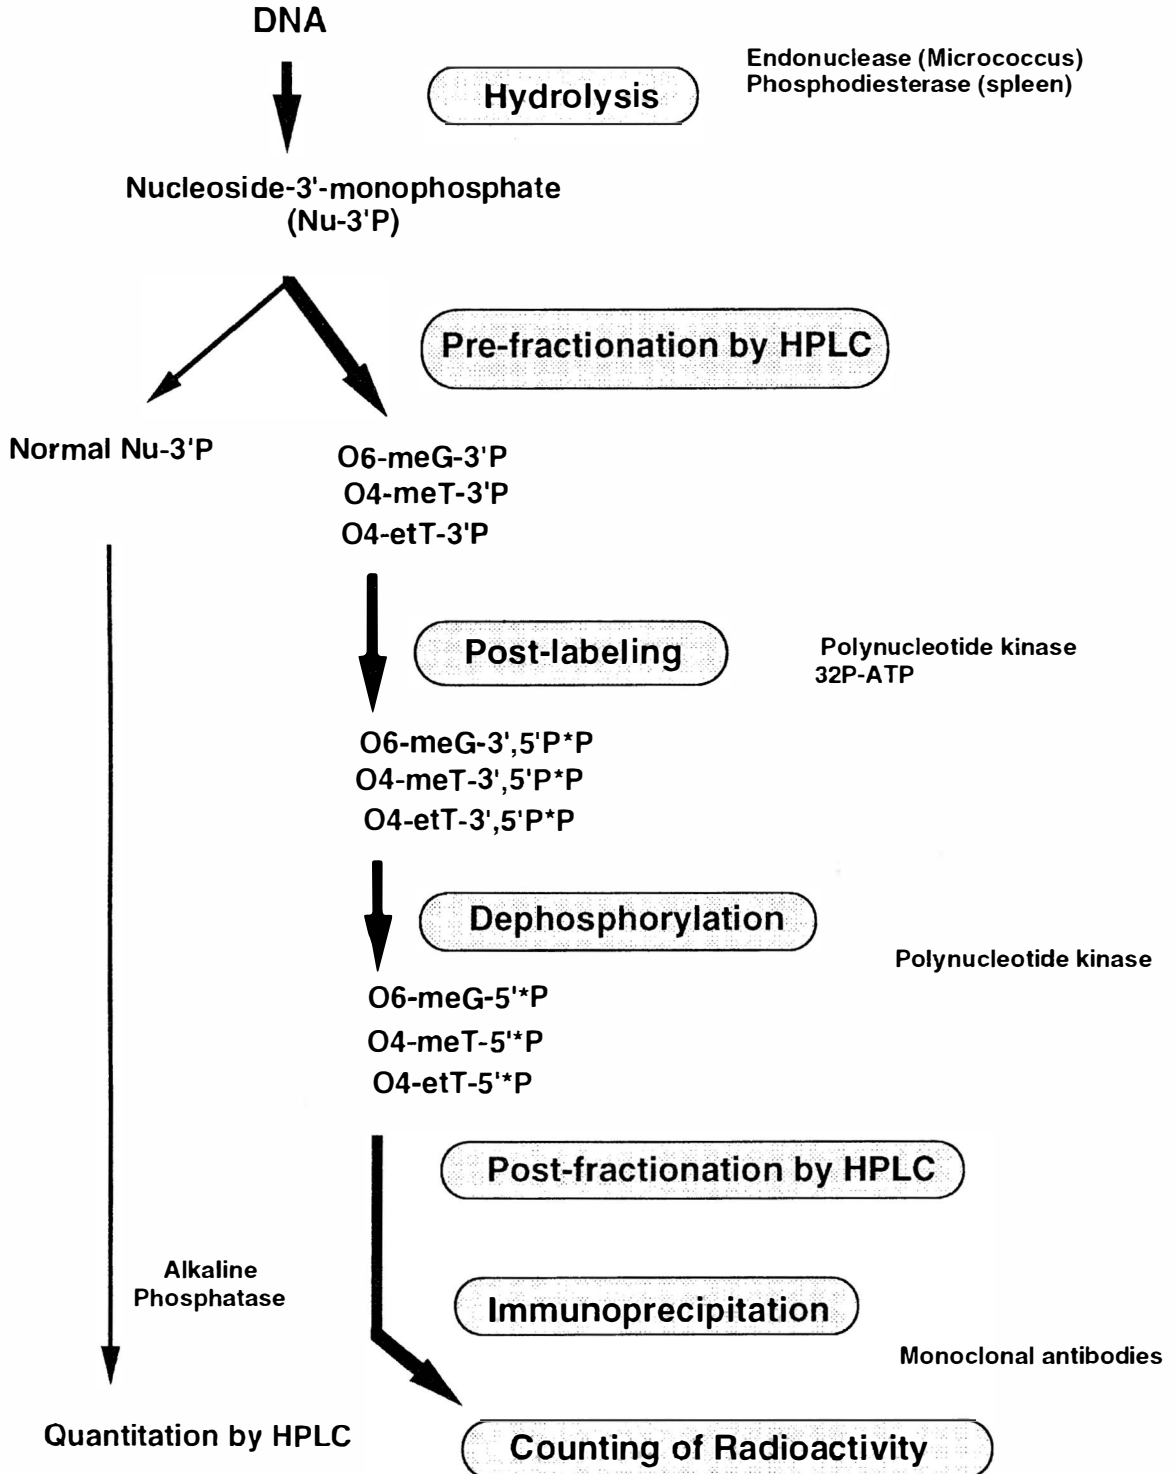 DNA
Endonuclease (Micrococcus)
Phosphodiesterase (spleen)
Hydrolysis
Nucleoside-3'-monophosphate
(Nu-3'P)
Pre-fractionation by HPLC
Normal Nu-3'P
O6-meG-3'P
O4-meT-3'P
O4-etT-3'P
Post-labeling
Polynucleotide kinase
32P-ATP
O6-meG-3',5'P*P
O4-meT-3',5'P*P
O4-etT-3',5'P*P
Dephosphorylation
Polynucleotide kinase
O6-meG-5'*P
O4-meT-5'*P
O4-etT-5'*P
Post-fractionation by HPLC
Alkaline
Phosphatase
Immunoprecipitation
Monoclonal antibodies
Quantitation by HPLC
Counting of Radioactivity